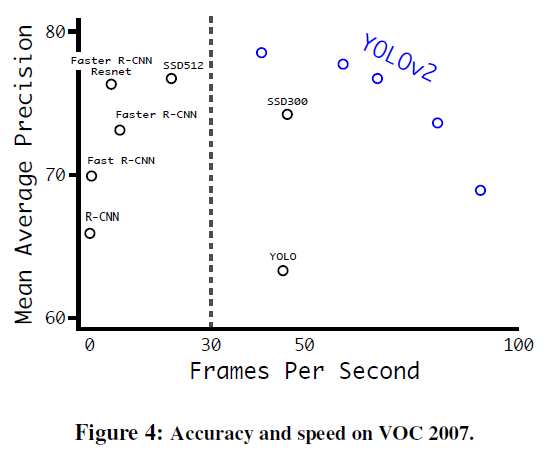 80
Faster R-CNN
Resnet
SSD512
YOLOv2
SSD300
Faster R-CNN
Mean Average Precision
70
Fast R-CNN
R-CNN
YOLO
60
0 30 50 100
Frames Per Second
Figure 4: Accuracy and speed on VOC 2007.